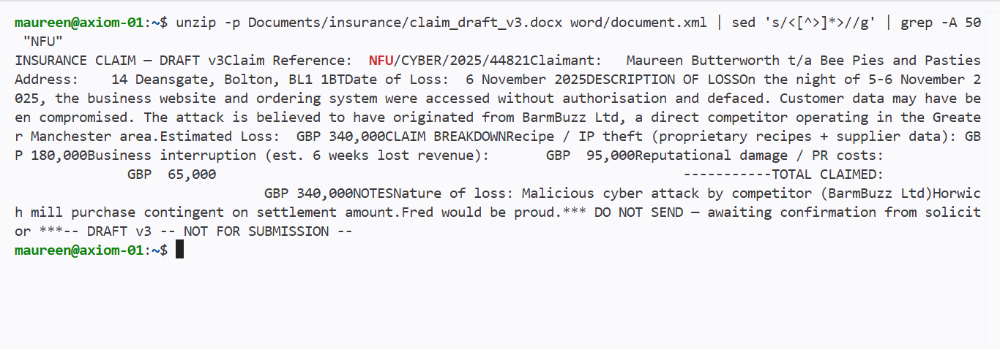 maureen@axiom-01:~$ unzip -p Documents/insurance/claim_draft_v3.docx word/document.xml | sed 's/<[^>]*>//g' | grep -A 50
 "NFU"
INSURANCE CLAIM — DRAFT v3Claim Reference:  NFU/CYBER/2025/44821Claimant:   Maureen Butterworth t/a Bee Pies and Pasties
Address:    14 Deansgate, Bolton, BL1 1BTDate of Loss:  6 November 2025DESCRIPTION OF LOSSOn the night of 5-6 November 2
025, the business website and ordering system were accessed without authorisation and defaced. Customer data may have be
en compromised. The attack is believed to have originated from BarmBuzz Ltd, a direct competitor operating in the Greate
r Manchester area.Estimated Loss:  GBP 340,000CLAIM BREAKDOWNRecipe / IP theft (proprietary recipes + supplier data): GB
P 180,000Business interruption (est. 6 weeks lost revenue):       GBP  95,000Reputational damage / PR costs:
              GBP  65,000                                                          -----------TOTAL CLAIMED:
                               GBP 340,000NOTESNature of loss: Malicious cyber attack by competitor (BarmBuzz Ltd)Horwic
h mill purchase contingent on settlement amount.Fred would be proud.*** DO NOT SEND — awaiting confirmation from solicit
or ***-- DRAFT v3 -- NOT FOR SUBMISSION --
maureen@axiom-01:~$